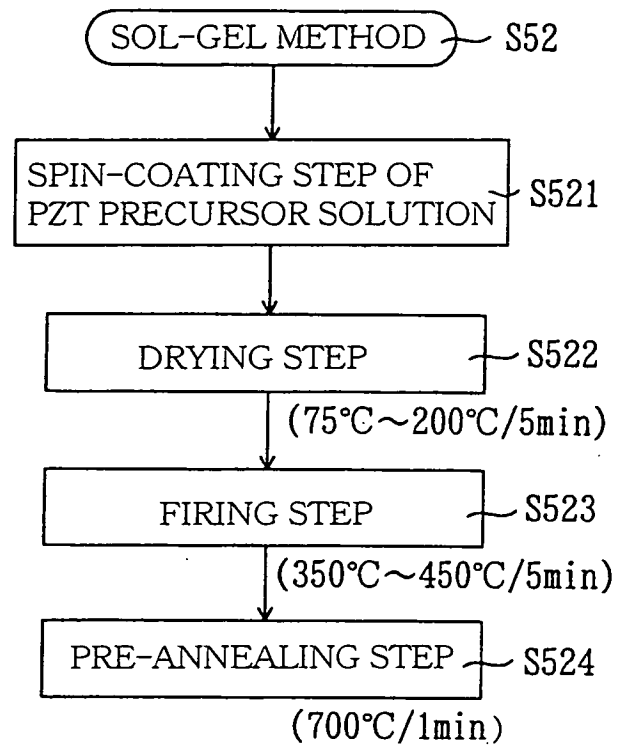 SOL-GEL METHOD S52
SPIN-COATING STEP OF
PZT PRECURSOR SOLUTION S521
DRYING STEP S522
(75℃～200℃/5min)
FIRING STEP S523
(350℃～450℃/5min)
PRE-ANNEALING STEP S524
(700℃/1min)